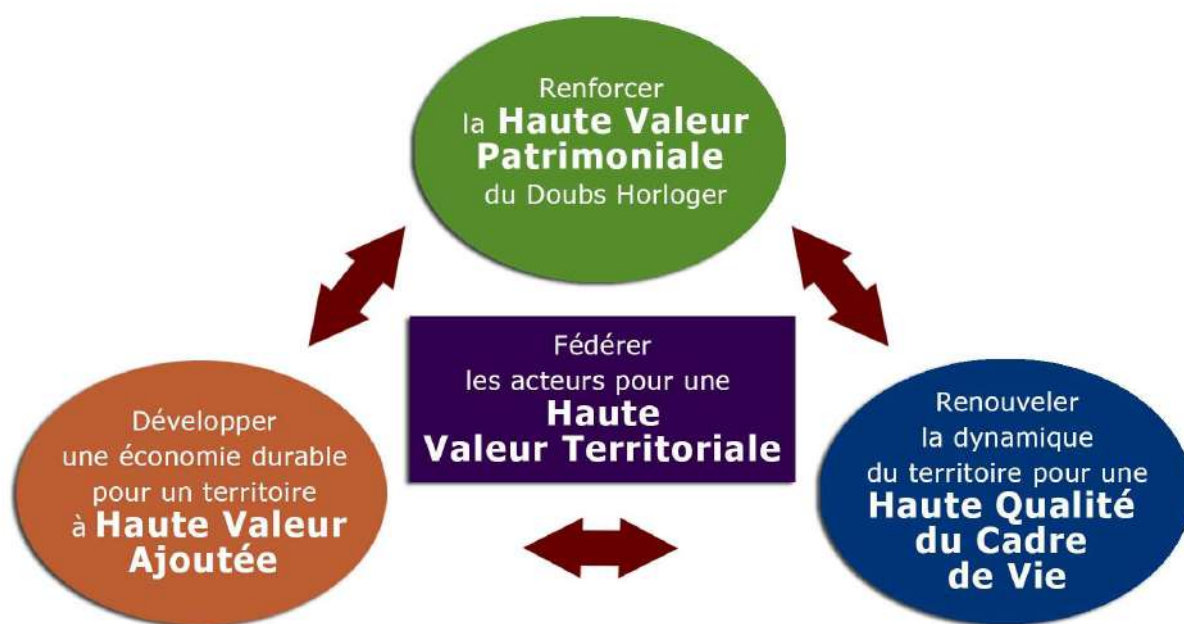 Renforcer
la Haute Valeur
Patrimoniale
du Doubs Horloger
Fédérer
les acteurs pour une
Haute
Valeur Territoriale
Développer
une économie durable
pour un territoire
à Haute Valeur
Ajoutée
Renouveler
la dynamique
du territoire pour une
Haute Qualité
du Cadre
de Vie